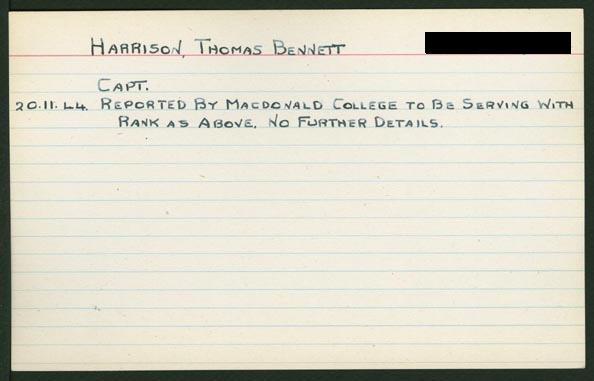 HARRISON, THOMAS BENNETT
CAPT.
20.11.44. REPORTED BY MACDONALD COLLEGE TO BE SERVING WITH
RANK AS ABOVE. NO FURTHER DETAILS.